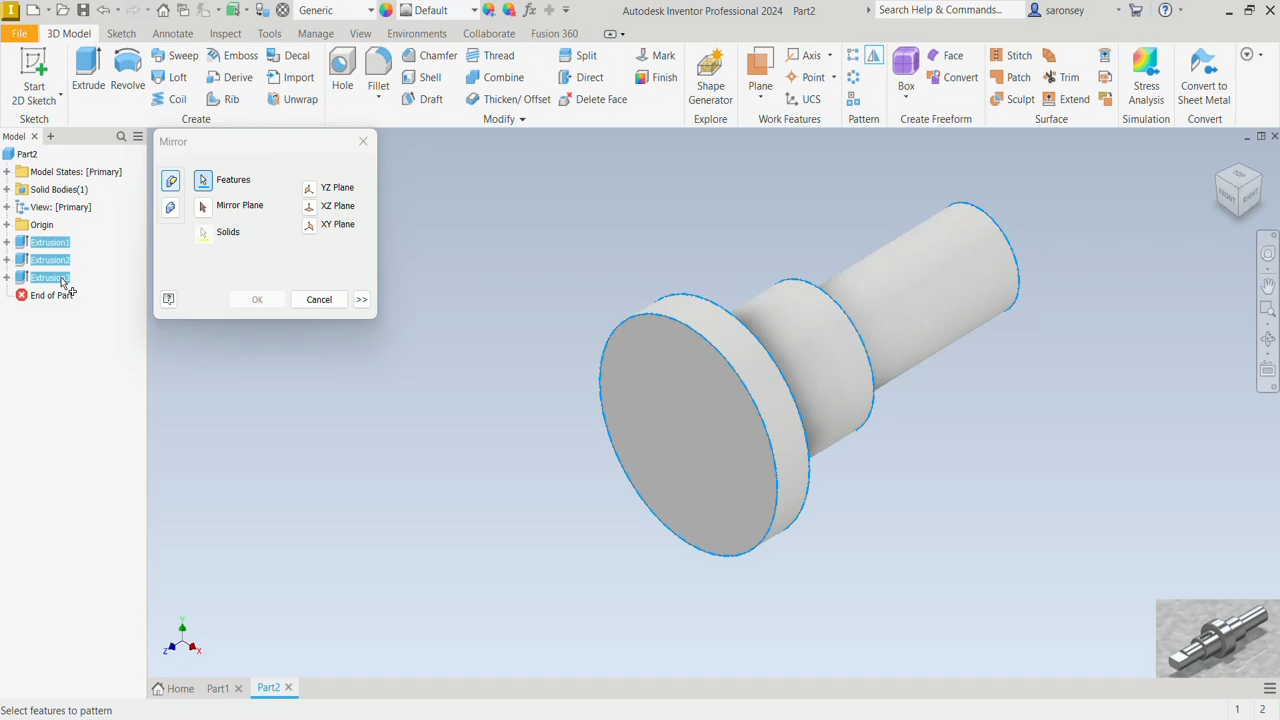 Generic
Default
fx
Autodesk Inventor Professional 2024 Part2
Search Help & Commands...
saronsey
File
3D Model
Sketch
Annotate
Inspect
Tools
Manage
View
Environments
Collaborate
Fusion 360
Start
2D Sketch
Sketch
Extrude
Revolve
Sweep
Loft
Coil
Emboss
Derive
Rib
Decal
Import
Unwrap
Create
Hole
Fillet
Chamfer
Shell
Draft
Thread
Combine
Thicken/ Offset
Split
Direct
Delete Face
Modify
Mark
Finish
Shape
Generator
Explore
Plane
Axis
Point
UCS
Work Features
Pattern
Box
Face
Convert
Create Freeform
Stitch
Patch
Sculpt
Trim
Extend
Surface
Stress
Analysis
Simulation
Convert to
Sheet Metal
Convert
Model
Part2
Model States: [Primary]
Solid Bodies(1)
View: [Primary]
Origin
Extrusion1
Extrusion2
End of Part
Mirror
Features
Mirror Plane
Solids
YZ Plane
XZ Plane
XY Plane
OK
Cancel
>>
TOP
FRONT
RIGHT
Y
Z
X
Home
Part1
Part2
Select features to pattern
1
2